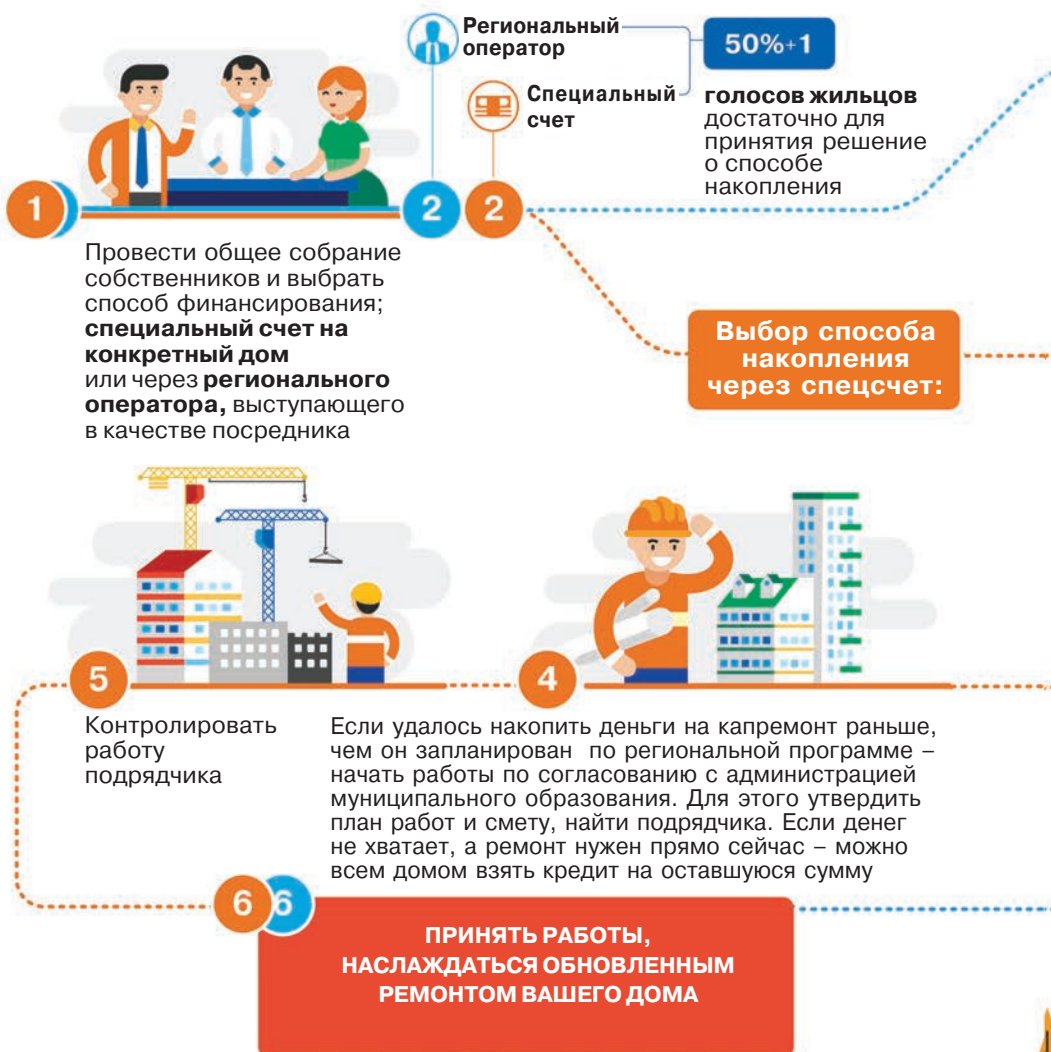 Региональный
оператор
50%+1
Специальный
счет
голосов жильцов
достаточно для
принятия решение
о способе
накопления
1
2
2
Провести общее собрание
собственников и выбрать
способ финансирования;
специальный счет на
конкретный дом
или через регионального
оператора, выступающего
в качестве посредника
Выбор способа
накопления
через спецсчет:
5
4
Контролировать
работу
подрядчика
Если удалось накопить деньги на капремонт раньше,
чем он запланирован по региональной программе –
начать работы по согласованию с администрацией
муниципального образования. Для этого утвердить
план работ и смету, найти подрядчика. Если денег
не хватает, а ремонт нужен прямо сейчас – можно
всем домом взять кредит на оставшуюся сумму
6
6
ПРИНЯТЬ РАБОТЫ,
НАСЛАЖДАТЬСЯ ОБНОВЛЕННЫМ
РЕМОНТОМ ВАШЕГО ДОМА